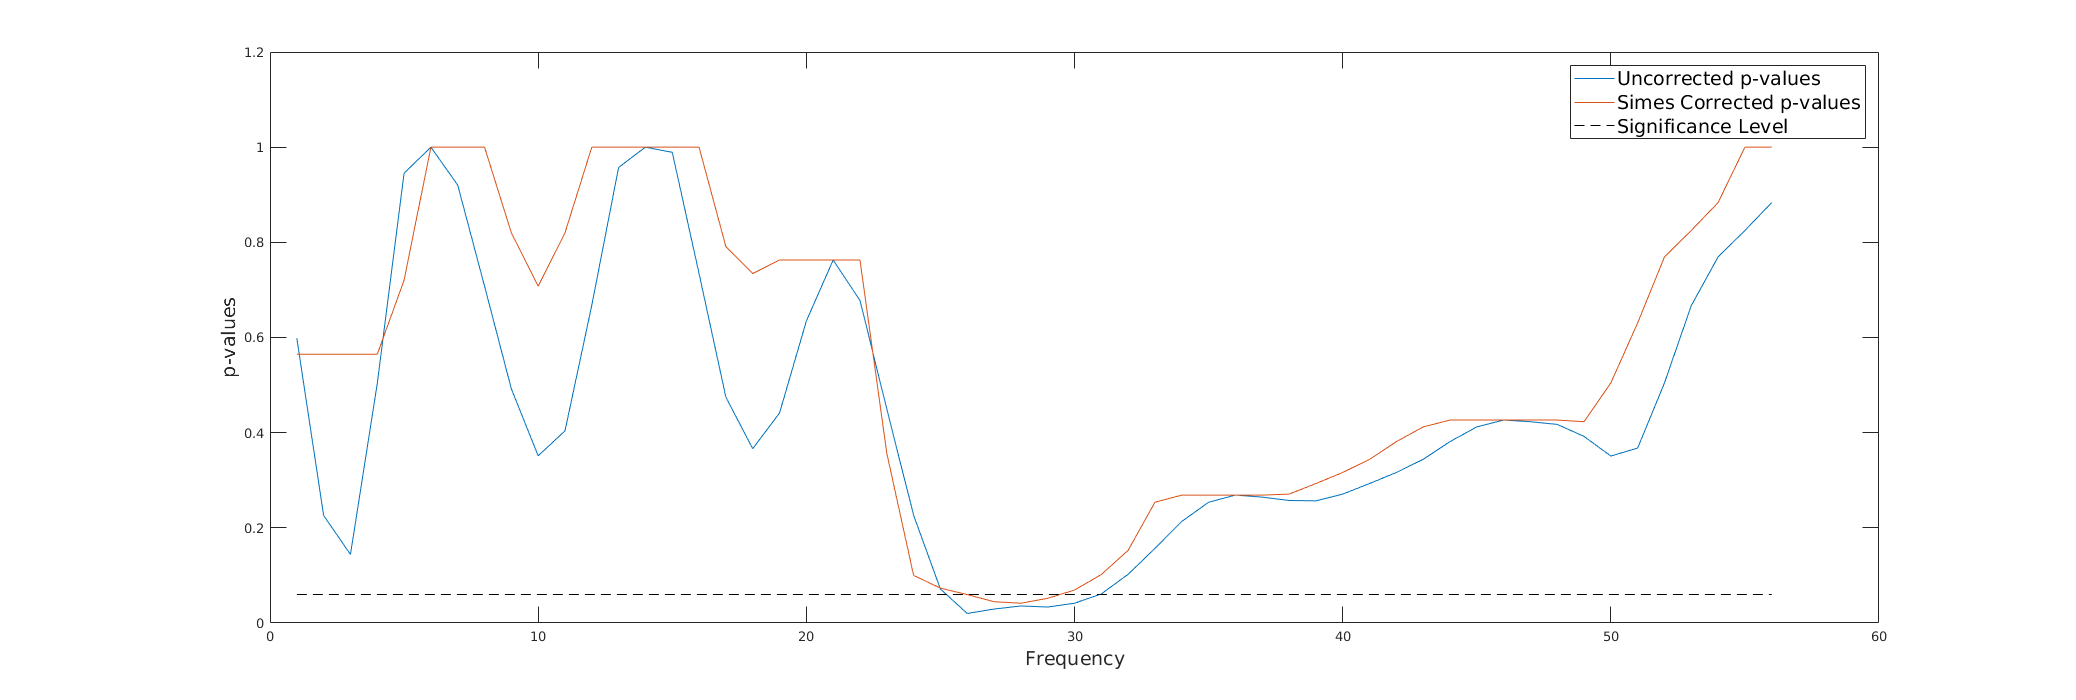 1.2
1
0.8
0.6
0.4
0.2
0
p-values
Uncorrected p-values
Simes Corrected p-values
Significance Level
0 10 20 30 40 50 60
Frequency